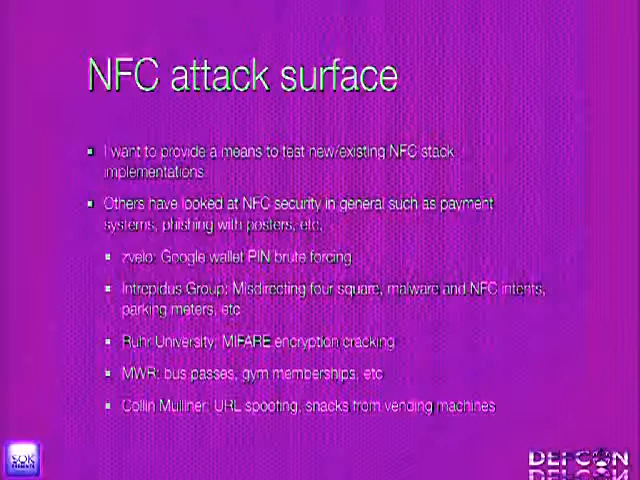 NFC attack surface
I want to provide a means to test new/existing NFC stack
implementations
Others have looked at NFC security in general such as payment
systems, phishing with posters, etc.
zvelo: Google wallet PIN brute forcing
Intrepidus Group: Misdirecting four square, malware and NFC intents,
parking meters, etc
Ruhr University: MIFARE encryption cracking
MWR: bus passes, gym memberships, etc
Collin Mulliner: URL spoofing, snacks from vending machines
DEFCON